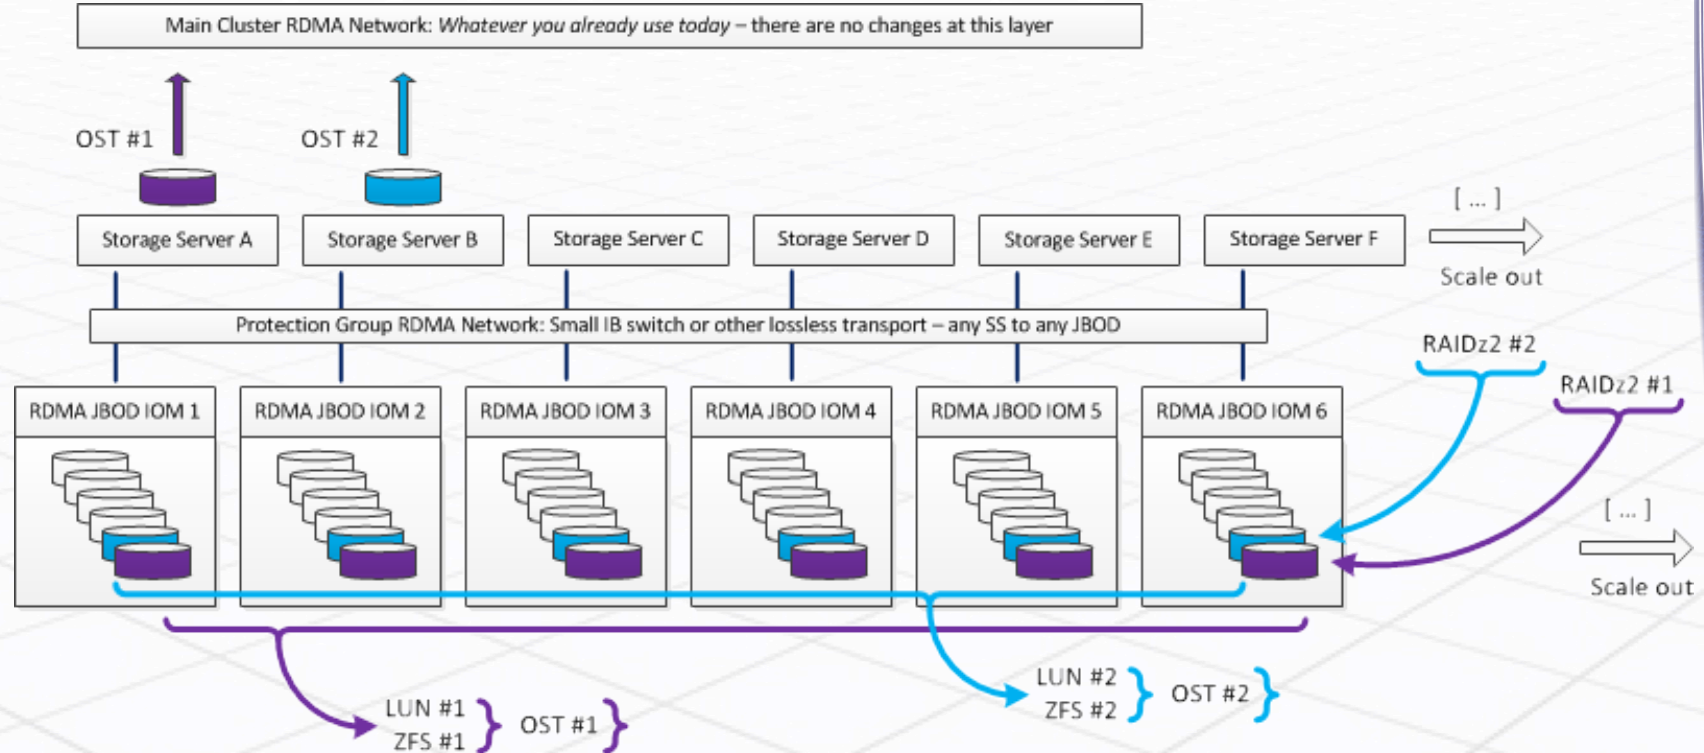 Main Cluster RDMA Network: Whatever you already use today – there are no changes at this layer
OST #1
OST #2
Storage Server A
Storage Server B
Storage Server C
Storage Server D
Storage Server E
Storage Server F
[ ... ]
Scale out
Protection Group RDMA Network: Small IB switch or other lossless transport – any SS to any JBOD
RAIDz2 #2
RAIDz2 #1
RDMA JBOD IOM 1
RDMA JBOD IOM 2
RDMA JBOD IOM 3
RDMA JBOD IOM 4
RDMA JBOD IOM 5
RDMA JBOD IOM 6
[ ... ]
Scale out
LUN #1
ZFS #1
OST #1
LUN #2
ZFS #2
OST #2